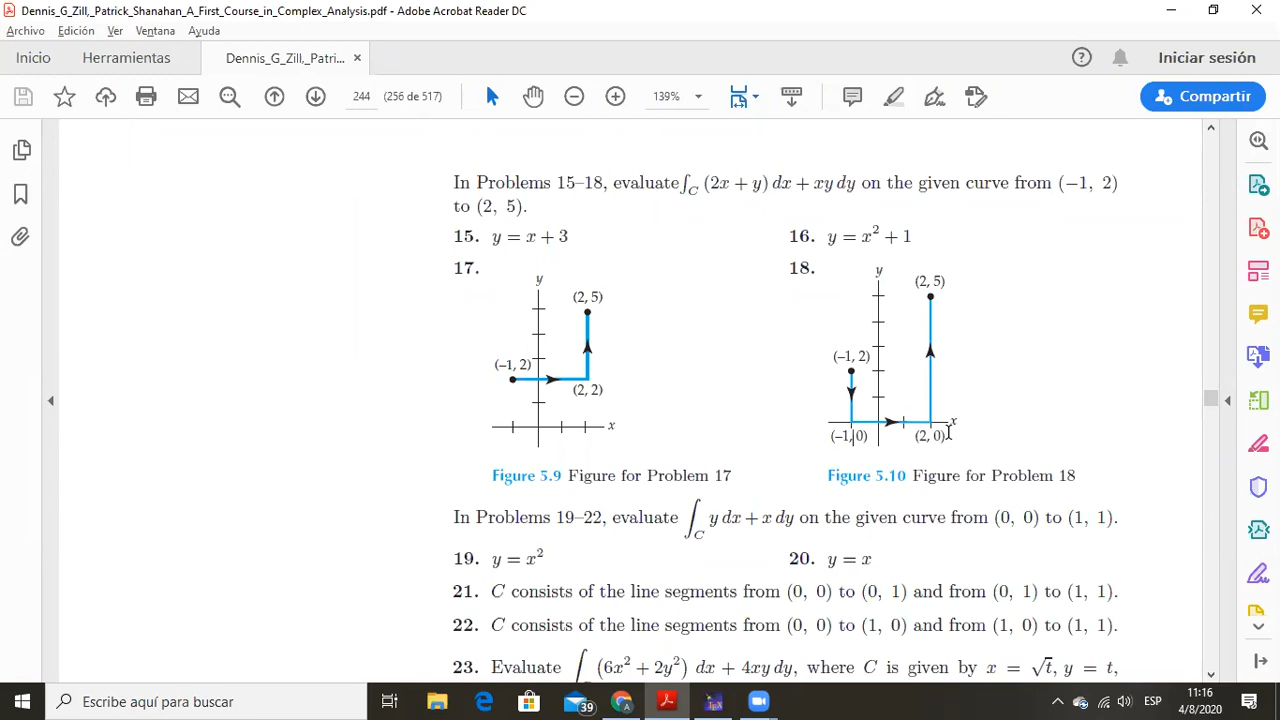 Dennis_G_Zill,_Patrick_Shanahan_A_First_Course_in_Complex_Analysis.pdf - Adobe Acrobat Reader DC
Archivo Edición Ver Ventana Ayuda
Inicio Herramientas Dennis_G_Zill,_Patri... × Iniciar sesión
244 (256 de 517) 139% Compartir
In Problems 15–18, evaluate ∫_C (2x + y) dx + xy dy on the given curve from (−1, 2)
to (2, 5).
15. y = x + 3 16. y = x² + 1
17. 18.
y
(2, 5)
(–1, 2)
(2, 2)
x
y
(2, 5)
(–1, 2)
x
(–1, 0) (2, 0)
Figure 5.9 Figure for Problem 17 Figure 5.10 Figure for Problem 18
In Problems 19–22, evaluate ∫_C y dx + x dy on the given curve from (0, 0) to (1, 1).
19. y = x² 20. y = x
21. C consists of the line segments from (0, 0) to (0, 1) and from (0, 1) to (1, 1).
22. C consists of the line segments from (0, 0) to (1, 0) and from (1, 0) to (1, 1).
23. Evaluate ∫ (6x² + 2y²) dx + 4xy dy, where C is given by x = √t, y = t,
Escribe aquí para buscar 39 ESP 11:16
4/8/2020